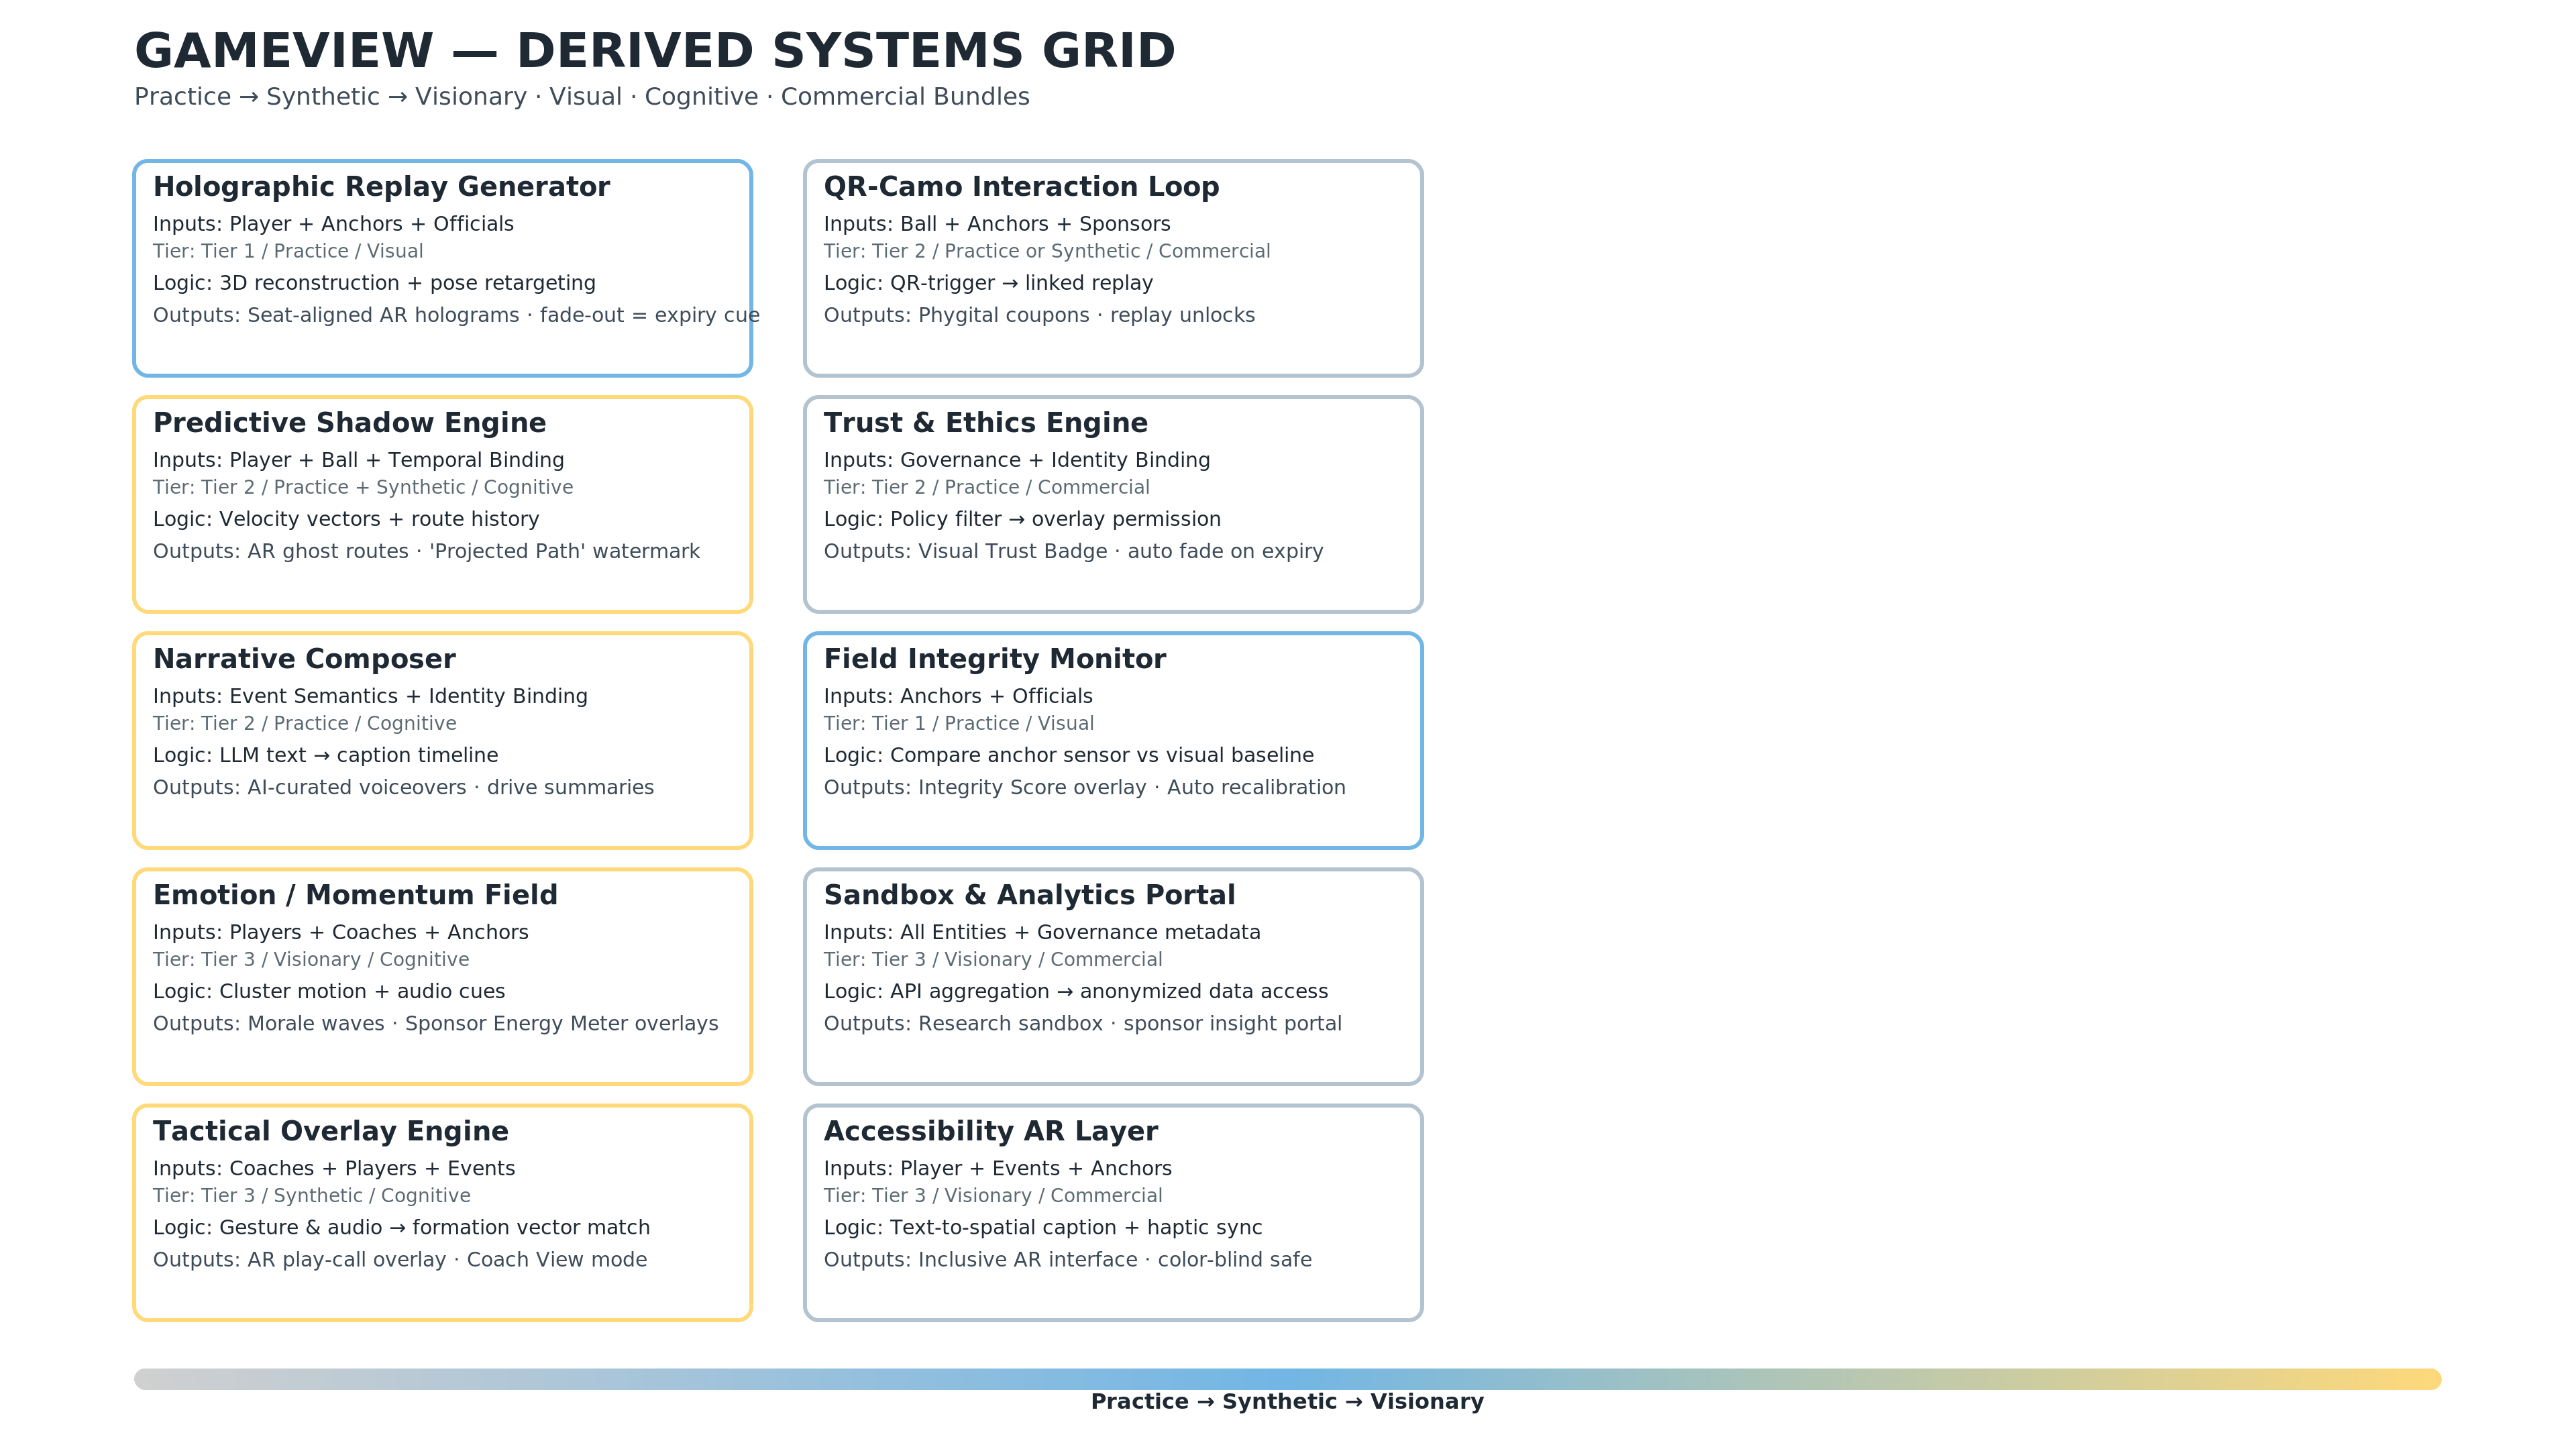 GAMEVIEW — DERIVED SYSTEMS GRID
Practice → Synthetic → Visionary · Visual · Cognitive · Commercial Bundles
Holographic Replay Generator
Inputs: Player + Anchors + Officials
Tier: Tier 1 / Practice / Visual
Logic: 3D reconstruction + pose retargeting
Outputs: Seat-aligned AR holograms · fade-out = expiry cue
Predictive Shadow Engine
Inputs: Player + Ball + Temporal Binding
Tier: Tier 2 / Practice + Synthetic / Cognitive
Logic: Velocity vectors + route history
Outputs: AR ghost routes · 'Projected Path' watermark
Narrative Composer
Inputs: Event Semantics + Identity Binding
Tier: Tier 2 / Practice / Cognitive
Logic: LLM text → caption timeline
Outputs: AI-curated voiceovers · drive summaries
Emotion / Momentum Field
Inputs: Players + Coaches + Anchors
Tier: Tier 3 / Visionary / Cognitive
Logic: Cluster motion + audio cues
Outputs: Morale waves · Sponsor Energy Meter overlays
Tactical Overlay Engine
Inputs: Coaches + Players + Events
Tier: Tier 3 / Synthetic / Cognitive
Logic: Gesture & audio → formation vector match
Outputs: AR play-call overlay · Coach View mode
QR-Camo Interaction Loop
Inputs: Ball + Anchors + Sponsors
Tier: Tier 2 / Practice or Synthetic / Commercial
Logic: QR-trigger → linked replay
Outputs: Phygital coupons · replay unlocks
Trust & Ethics Engine
Inputs: Governance + Identity Binding
Tier: Tier 2 / Practice / Commercial
Logic: Policy filter → overlay permission
Outputs: Visual Trust Badge · auto fade on expiry
Field Integrity Monitor
Inputs: Anchors + Officials
Tier: Tier 1 / Practice / Visual
Logic: Compare anchor sensor vs visual baseline
Outputs: Integrity Score overlay · Auto recalibration
Sandbox & Analytics Portal
Inputs: All Entities + Governance metadata
Tier: Tier 3 / Visionary / Commercial
Logic: API aggregation → anonymized data access
Outputs: Research sandbox · sponsor insight portal
Accessibility AR Layer
Inputs: Player + Events + Anchors
Tier: Tier 3 / Visionary / Commercial
Logic: Text-to-spatial caption + haptic sync
Outputs: Inclusive AR interface · color-blind safe
Practice → Synthetic → Visionary